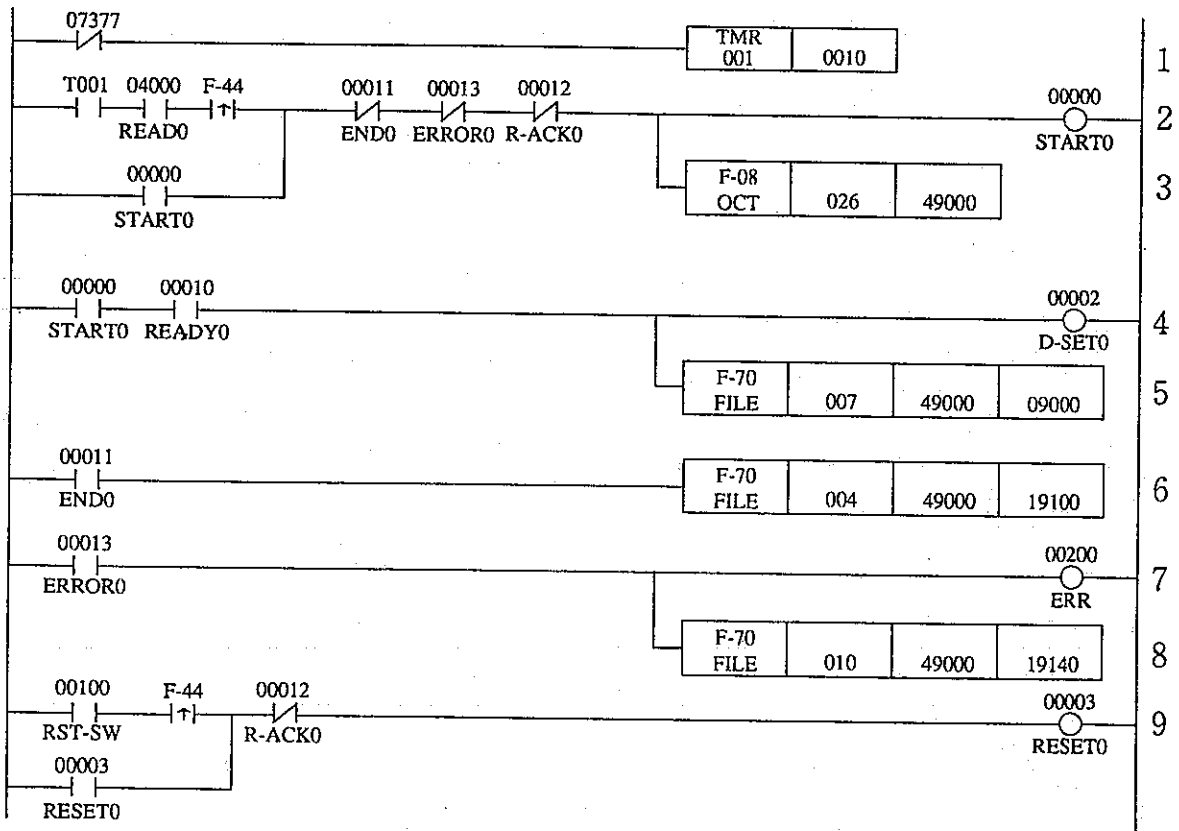 07377
TMR
001 0010
1
T001 04000 F-44 00011 00013 00012 00000
↑ 2
READ0 END0 ERROR0 R-ACK0 START0
00000
START0
F-08
OCT 026 49000
3
00000 00010 00002
4
START0 READY0 D-SET0
F-70
FILE 007 49000 09000
5
00011
END0
F-70
FILE 004 49000 19100
6
00013 00200
7
ERROR0 ERR
F-70
FILE 010 49000 19140
8
00100 F-44 00012 00003
↑ 9
RST-SW R-ACK0 RESET0
00003
RESET0